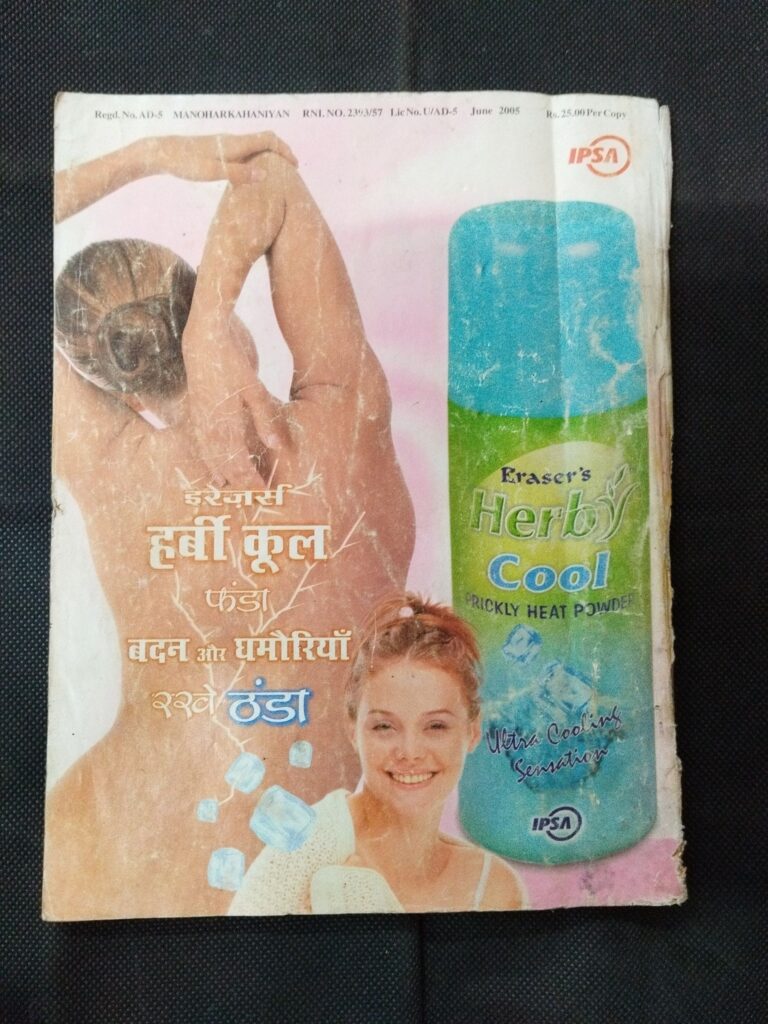 Regd. No. AD-5 MANOHARKAHANIYAN RNI. NO. 2393/57 Lic No. U/AD-5 June 2005 Rs. 25.00 Per Copy
IPSA
Eraser's
Herby
Cool
PRICKLY HEAT POWDER
Ultra Cooling
Sensation
IPSA
इरेज़र्स
हर्बी कूल
फंडा
बदन और घमौरियाँ
रखे ठंडा